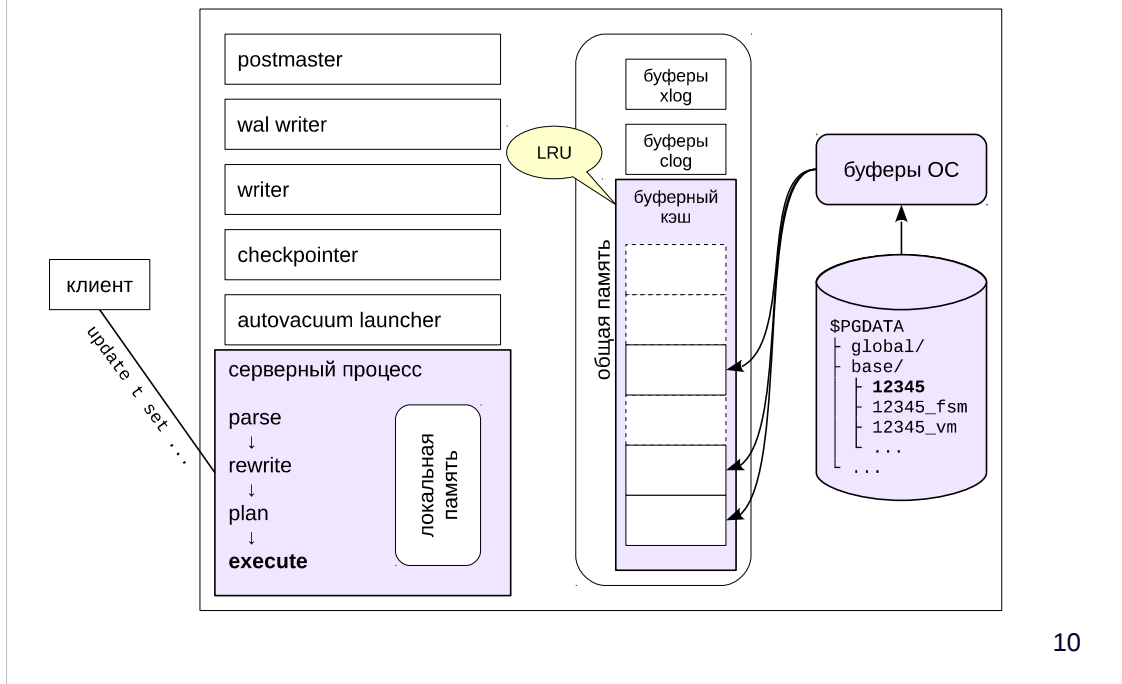 postmaster
wal writer
writer
checkpointer
autovacuum launcher
клиент
update t set ...
серверный процесс
parse
↓
rewrite
↓
plan
↓
execute
локальная
память
LRU
общая память
буферы
xlog
буферы
clog
буферный
кэш
буферы ОС
$PGDATA
├ global/
├ base/
│ ├ 12345
│ ├ 12345_fsm
│ ├ 12345_vm
│ └ ...
└ ...
10